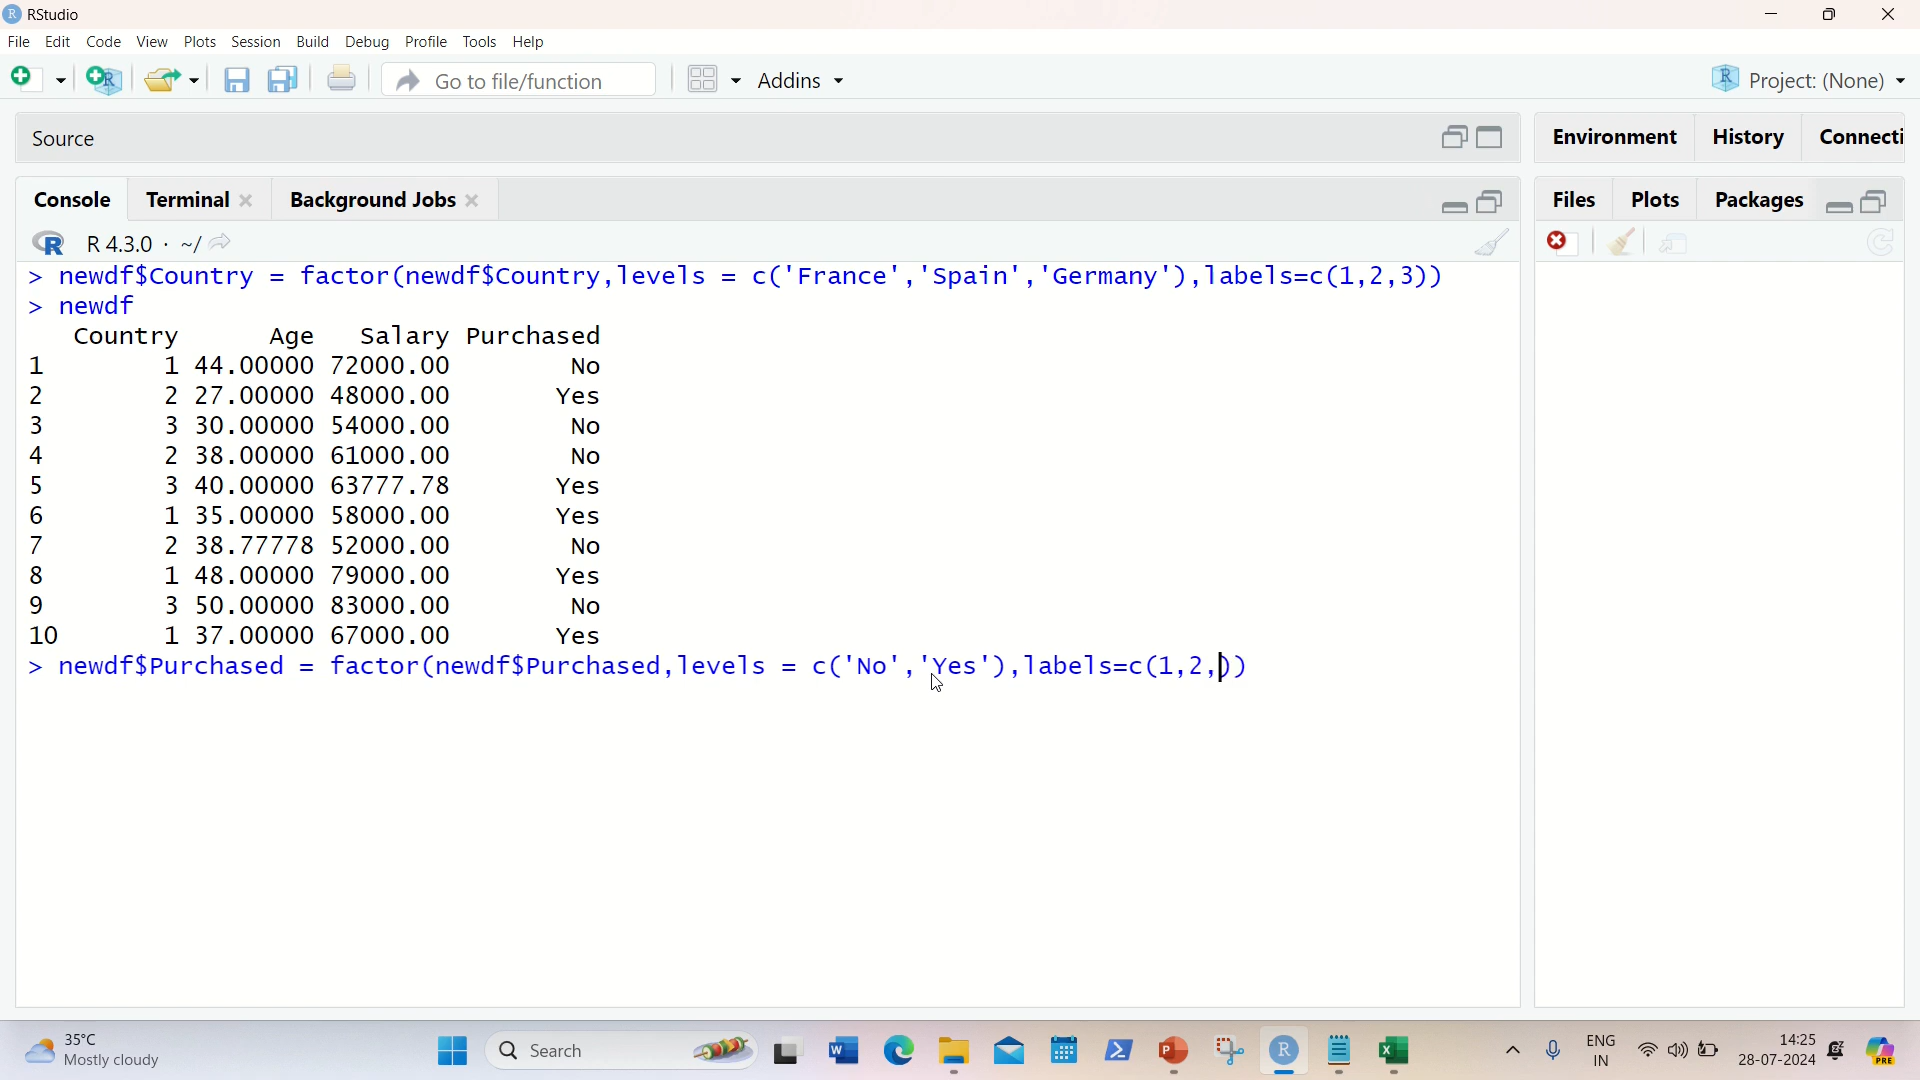 RStudio
File Edit Code View Plots Session Build Debug Profile Tools Help
Go to file/function Addins Project: (None)
Source
Environment History Connecti
Console Terminal Background Jobs
Files Plots Packages
R 4.3.0 · ~/
> newdf$Country = factor(newdf$Country,levels = c('France','Spain','Germany'),labels=c(1,2,3))
> newdf
Country Age Salary Purchased
1 1 44.00000 72000.00 No
2 2 27.00000 48000.00 Yes
3 3 30.00000 54000.00 No
4 2 38.00000 61000.00 No
5 3 40.00000 63777.78 Yes
6 1 35.00000 58000.00 Yes
7 2 38.77778 52000.00 No
8 1 48.00000 79000.00 Yes
9 3 50.00000 83000.00 No
10 1 37.00000 67000.00 Yes
> newdf$Purchased = factor(newdf$Purchased,levels = c('No','Yes'),labels=c(1,2,))
35°C
Mostly cloudy
Search
ENG
IN
14:25
28-07-2024
PRE